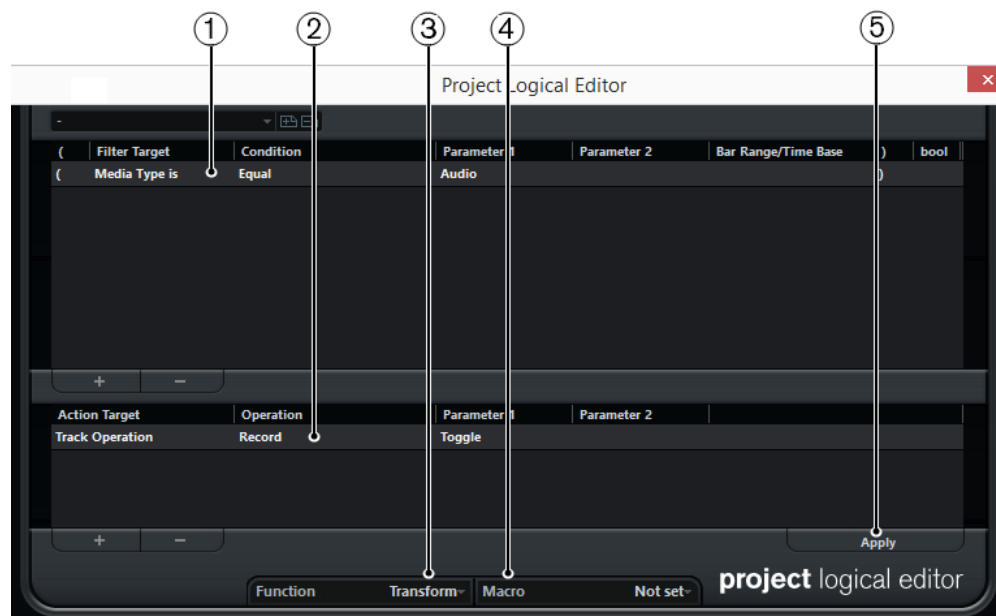 1 2 3 4 5
Project Logical Editor
-
( Filter Target Condition Parameter 1 Parameter 2 Bar Range/Time Base ) bool
( Media Type is Equal Audio )
+ −
Action Target Operation Parameter 1 Parameter 2
Track Operation Record Toggle
+ − Apply
Function Transform Macro Not set
project logical editor